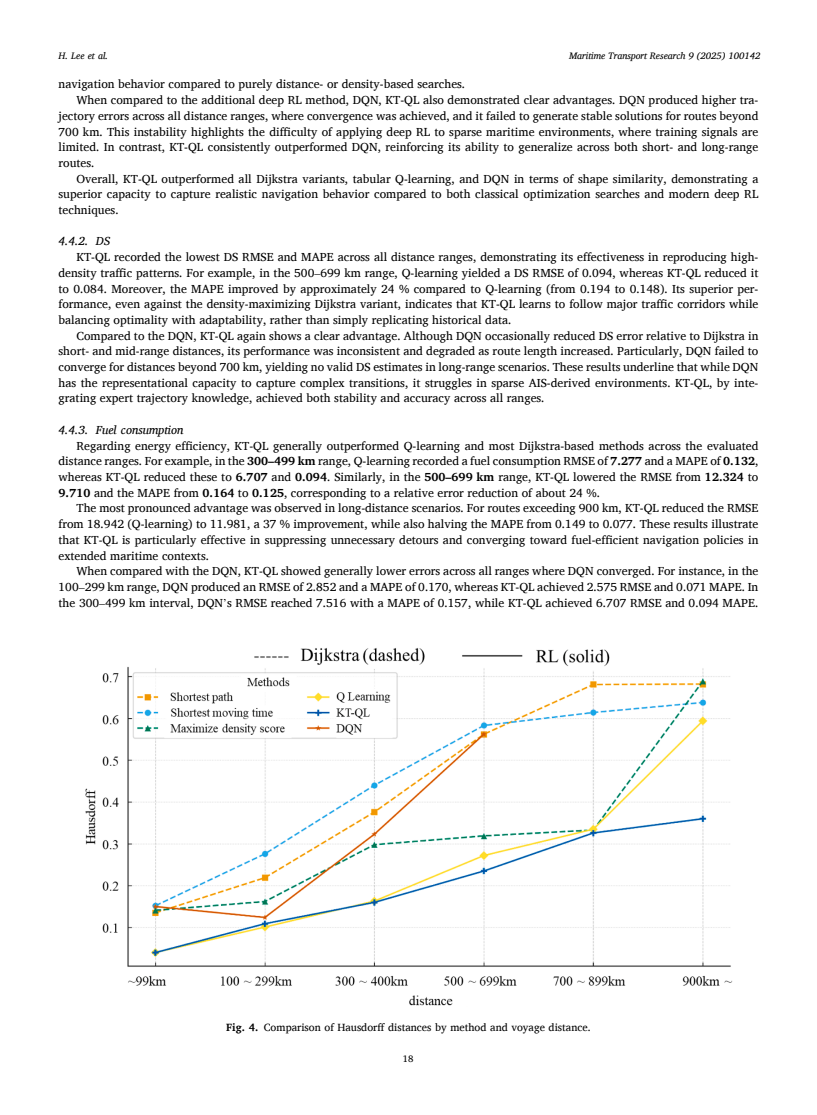 H. Lee et al.
Maritime Transport Research 9 (2025) 100142
navigation behavior compared to purely distance- or density-based searches.
When compared to the additional deep RL method, DQN, KT-QL also demonstrated clear advantages. DQN produced higher tra-
jectory errors across all distance ranges, where convergence was achieved, and it failed to generate stable solutions for routes beyond
700 km. This instability highlights the difficulty of applying deep RL to sparse maritime environments, where training signals are
limited. In contrast, KT-QL consistently outperformed DQN, reinforcing its ability to generalize across both short- and long-range
routes.
Overall, KT-QL outperformed all Dijkstra variants, tabular Q-learning, and DQN in terms of shape similarity, demonstrating a
superior capacity to capture realistic navigation behavior compared to both classical optimization searches and modern deep RL
techniques.
4.4.2. DS
KT-QL recorded the lowest DS RMSE and MAPE across all distance ranges, demonstrating its effectiveness in reproducing high-
density traffic patterns. For example, in the 500–699 km range, Q-learning yielded a DS RMSE of 0.094, whereas KT-QL reduced it
to 0.084. Moreover, the MAPE improved by approximately 24 % compared to Q-learning (from 0.194 to 0.148). Its superior per-
formance, even against the density-maximizing Dijkstra variant, indicates that KT-QL learns to follow major traffic corridors while
balancing optimality with adaptability, rather than simply replicating historical data.
Compared to the DQN, KT-QL again shows a clear advantage. Although DQN occasionally reduced DS error relative to Dijkstra in
short- and mid-range distances, its performance was inconsistent and degraded as route length increased. Particularly, DQN failed to
converge for distances beyond 700 km, yielding no valid DS estimates in long-range scenarios. These results underline that while DQN
has the representational capacity to capture complex transitions, it struggles in sparse AIS-derived environments. KT-QL, by inte-
grating expert trajectory knowledge, achieved both stability and accuracy across all ranges.
4.4.3. Fuel consumption
Regarding energy efficiency, KT-QL generally outperformed Q-learning and most Dijkstra-based methods across the evaluated
distance ranges. For example, in the 300–499 km range, Q-learning recorded a fuel consumption RMSE of 7.277 and a MAPE of 0.132,
whereas KT-QL reduced these to 6.707 and 0.094. Similarly, in the 500–699 km range, KT-QL lowered the RMSE from 12.324 to
9.710 and the MAPE from 0.164 to 0.125, corresponding to a relative error reduction of about 24 %.
The most pronounced advantage was observed in long-distance scenarios. For routes exceeding 900 km, KT-QL reduced the RMSE
from 18.942 (Q-learning) to 11.981, a 37 % improvement, while also halving the MAPE from 0.149 to 0.077. These results illustrate
that KT-QL is particularly effective in suppressing unnecessary detours and converging toward fuel-efficient navigation policies in
extended maritime contexts.
When compared with the DQN, KT-QL showed generally lower errors across all ranges where DQN converged. For instance, in the
100–299 km range, DQN produced an RMSE of 2.852 and a MAPE of 0.170, whereas KT-QL achieved 2.575 RMSE and 0.071 MAPE. In
the 300–499 km interval, DQN's RMSE reached 7.516 with a MAPE of 0.157, while KT-QL achieved 6.707 RMSE and 0.094 MAPE.
Dijkstra (dashed)
RL (solid)
Methods
Shortest path
Shortest moving time
Maximize density score
Q Learning
KT-QL
DQN
0.7
0.6
0.5
0.4
0.3
0.2
0.1
Hausdorff
~99km
100 ~ 299km
300 ~ 400km
500 ~ 699km
700 ~ 899km
900km ~
distance
Fig. 4. Comparison of Hausdorff distances by method and voyage distance.
18